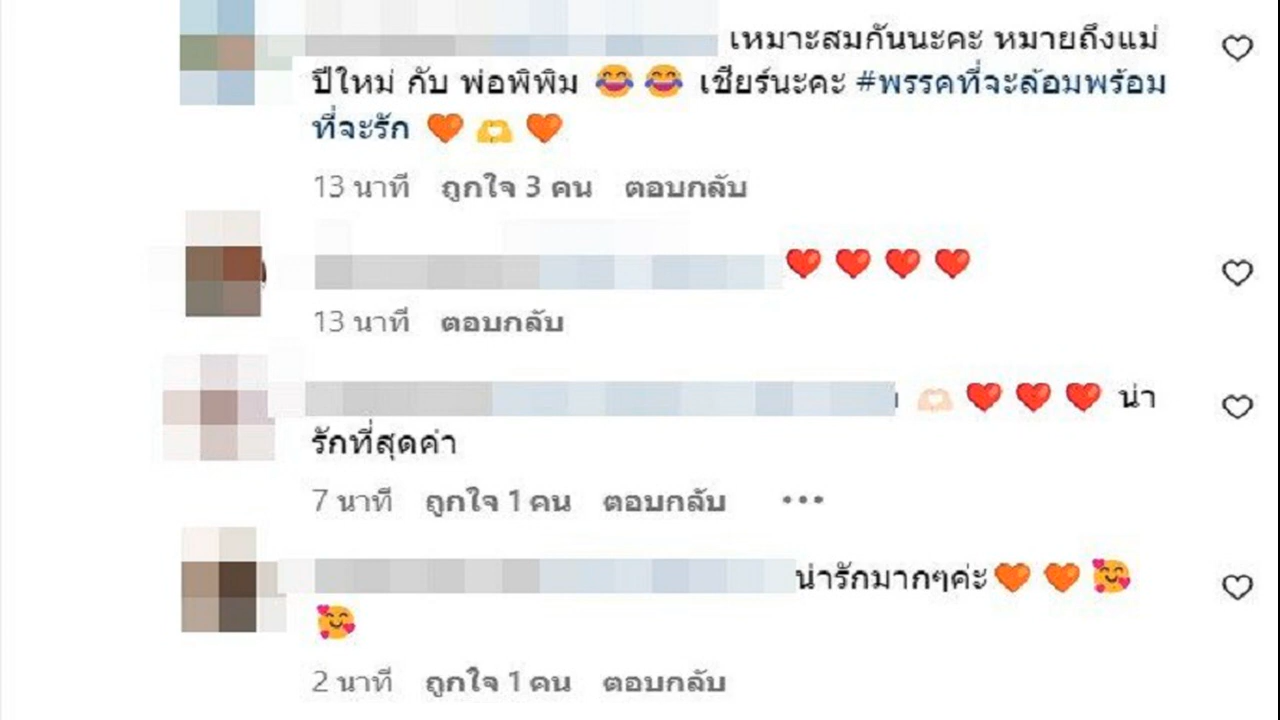 เหมาะสมกันนะคะ หมายถึงแม่
ปีใหม่ กับ พ่อพิพิม 😂 😂 เชียร์นะคะ #พรรคที่จะล้อมพร้อม
ที่จะรัก 🧡 🫶 🧡
13 นาที ถูกใจ 3 คน ตอบกลับ
❤️ ❤️ ❤️ ❤️
13 นาที ตอบกลับ
🫶🏻 ❤️ ❤️ ❤️ น่า
รักที่สุดค่า
7 นาที ถูกใจ 1 คน ตอบกลับ •••
น่ารักมากๆค่ะ🧡 🧡 🥰
🥰
2 นาที ถูกใจ 1 คน ตอบกลับ